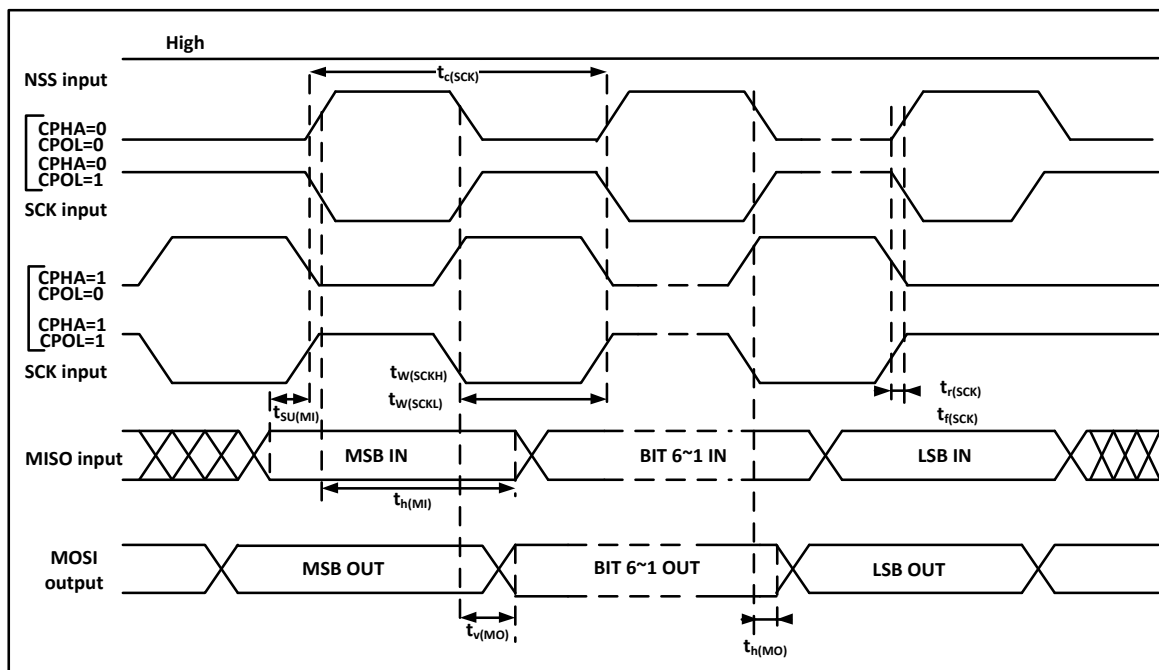 High
NSS input
tc(SCK)
CPHA=0
CPOL=0
CPHA=0
CPOL=1
SCK input
CPHA=1
CPOL=0
CPHA=1
CPOL=1
SCK input
tW(SCKH)
tW(SCKL)
tr(SCK)
tf(SCK)
tSU(MI)
MISO input
MSB IN
BIT 6~1 IN
LSB IN
th(MI)
MOSI
output
MSB OUT
BIT 6~1 OUT
LSB OUT
tv(MO)
th(MO)